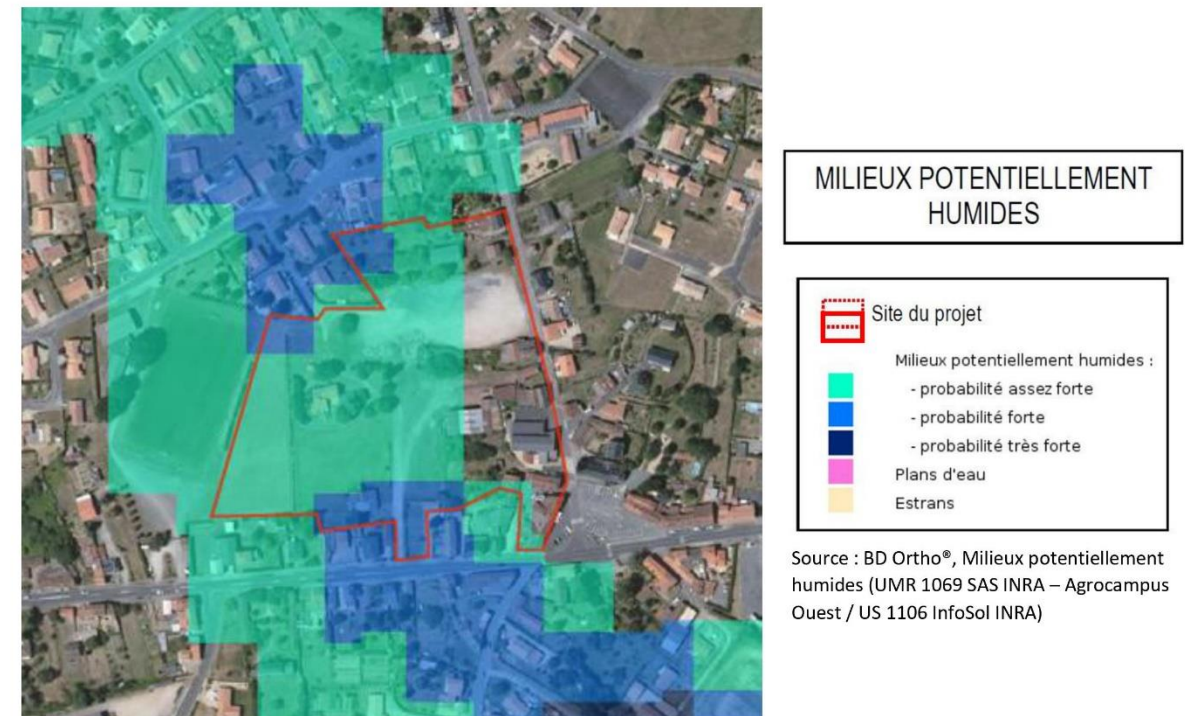 MILIEUX POTENTIELLEMENT
HUMIDES
Site du projet
Milieux potentiellement humides :
- probabilité assez forte
- probabilité forte
- probabilité très forte
Plans d'eau
Estrans
Source : BD Ortho®, Milieux potentiellement
humides (UMR 1069 SAS INRA – Agrocampus
Ouest / US 1106 InfoSol INRA)